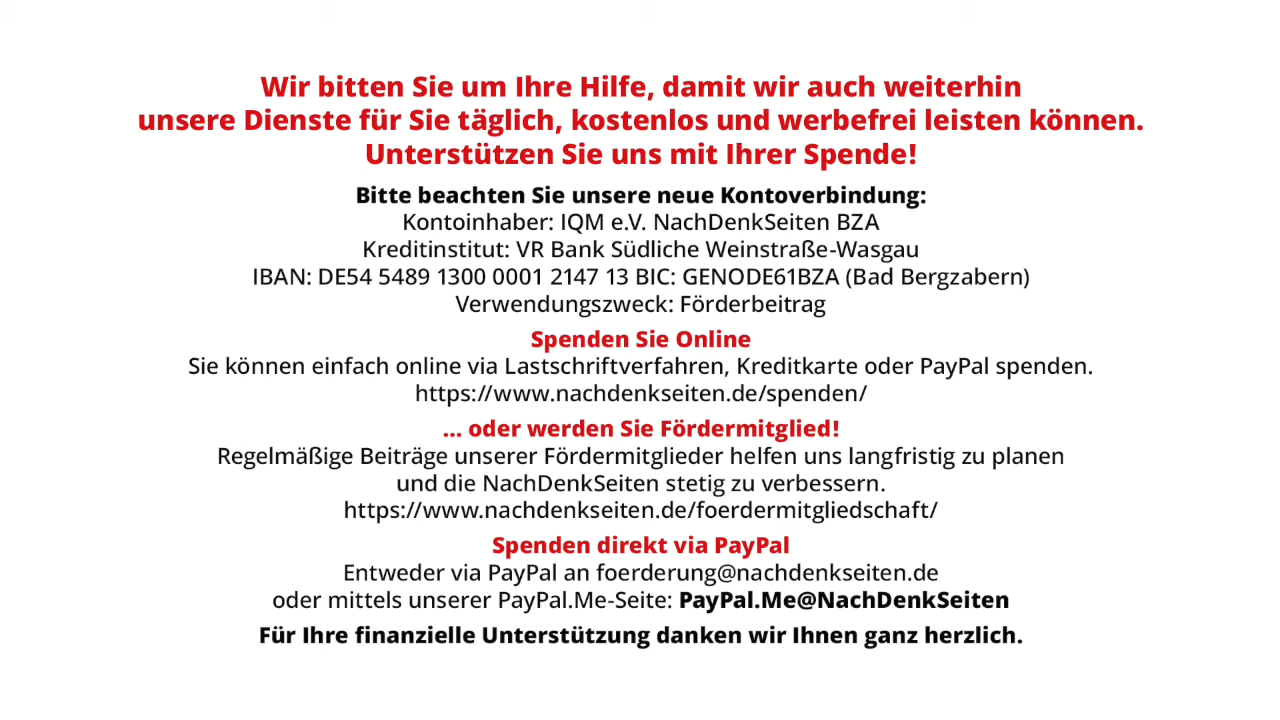 Wir bitten Sie um Ihre Hilfe, damit wir auch weiterhin
unsere Dienste für Sie täglich, kostenlos und werbefrei leisten können.
Unterstützen Sie uns mit Ihrer Spende!
Bitte beachten Sie unsere neue Kontoverbindung:
Kontoinhaber: IQM e.V. NachDenkSeiten BZA
Kreditinstitut: VR Bank Südliche Weinstraße-Wasgau
IBAN: DE54 5489 1300 0001 2147 13 BIC: GENODE61BZA (Bad Bergzabern)
Verwendungszweck: Förderbeitrag
Spenden Sie Online
Sie können einfach online via Lastschriftverfahren, Kreditkarte oder PayPal spenden.
https://www.nachdenkseiten.de/spenden/
... oder werden Sie Fördermitglied!
Regelmäßige Beiträge unserer Fördermitglieder helfen uns langfristig zu planen
und die NachDenkSeiten stetig zu verbessern.
https://www.nachdenkseiten.de/foerdermitgliedschaft/
Spenden direkt via PayPal
Entweder via PayPal an foerderung@nachdenkseiten.de
oder mittels unserer PayPal.Me-Seite: PayPal.Me@NachDenkSeiten
Für Ihre finanzielle Unterstützung danken wir Ihnen ganz herzlich.